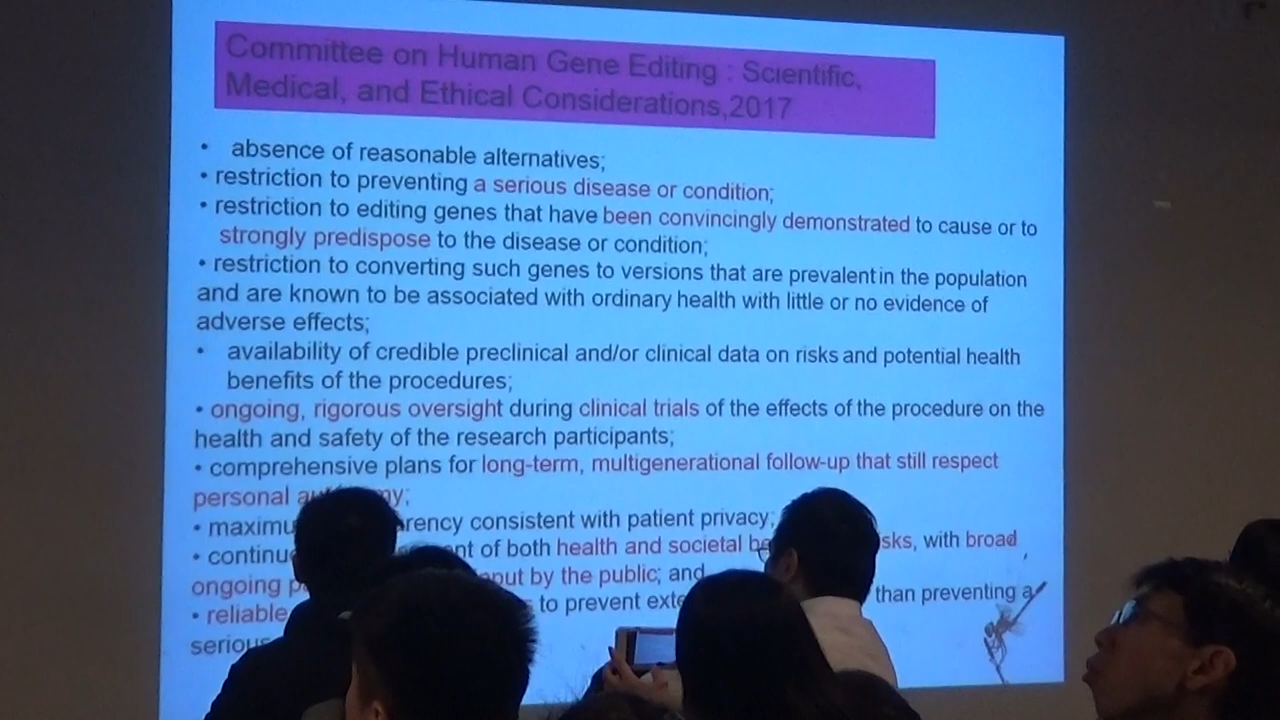 Committee on Human Gene Editing : Scientific,
Medical, and Ethical Considerations,2017
• absence of reasonable alternatives;
• restriction to preventing a serious disease or condition;
• restriction to editing genes that have been convincingly demonstrated to cause or to
strongly predispose to the disease or condition;
• restriction to converting such genes to versions that are prevalent in the population
and are known to be associated with ordinary health with little or no evidence of
adverse effects;
• availability of credible preclinical and/or clinical data on risks and potential health
benefits of the procedures;
• ongoing, rigorous oversight during clinical trials of the effects of the procedure on the
health and safety of the research participants;
• comprehensive plans for long-term, multigenerational follow-up that still respect
personal
• consistent with patient privacy;
• of both health and societal with broad
ongoing by the public; and
• reliable to prevent than preventing a